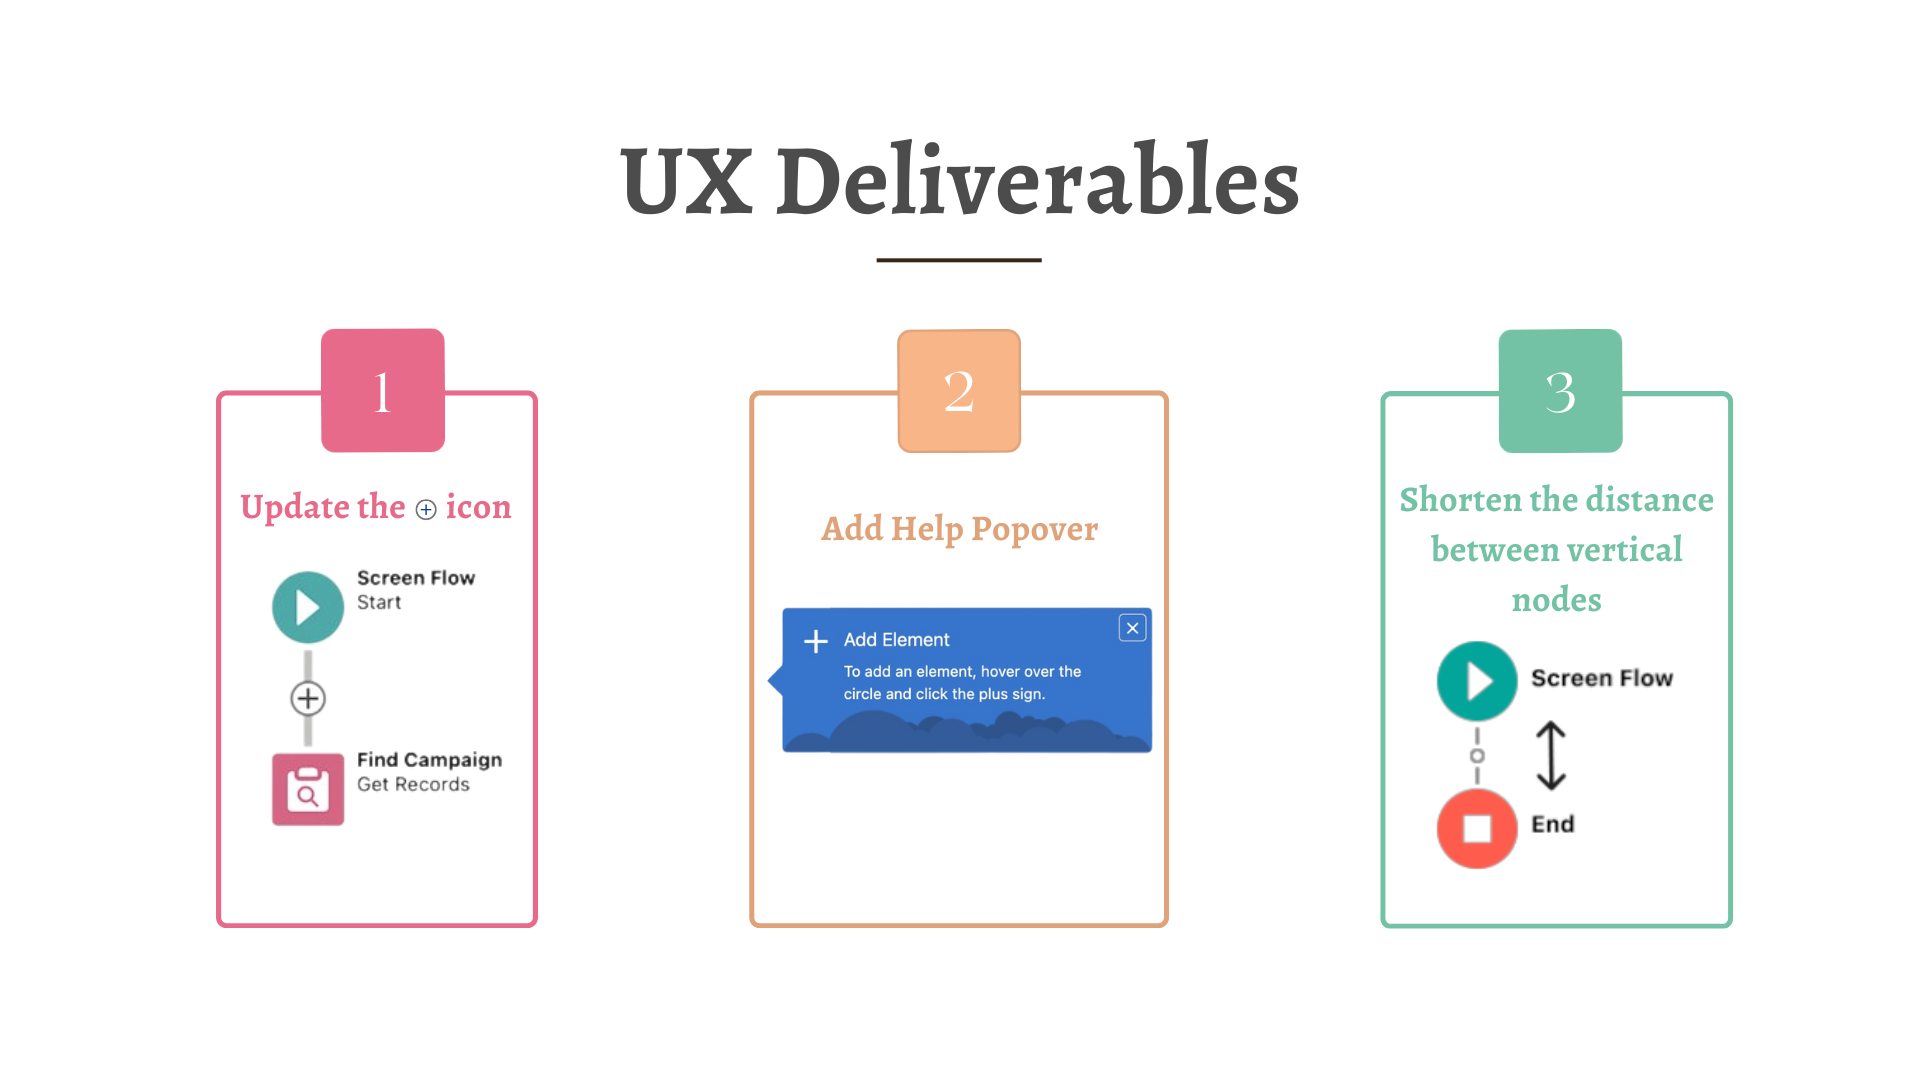 UX Deliverables
1
Update the ⊕ icon
Screen Flow
Start
Find Campaign
Get Records
2
Add Help Popover
Add Element
To add an element, hover over the
circle and click the plus sign.
3
Shorten the distance
between vertical
nodes
Screen Flow
End